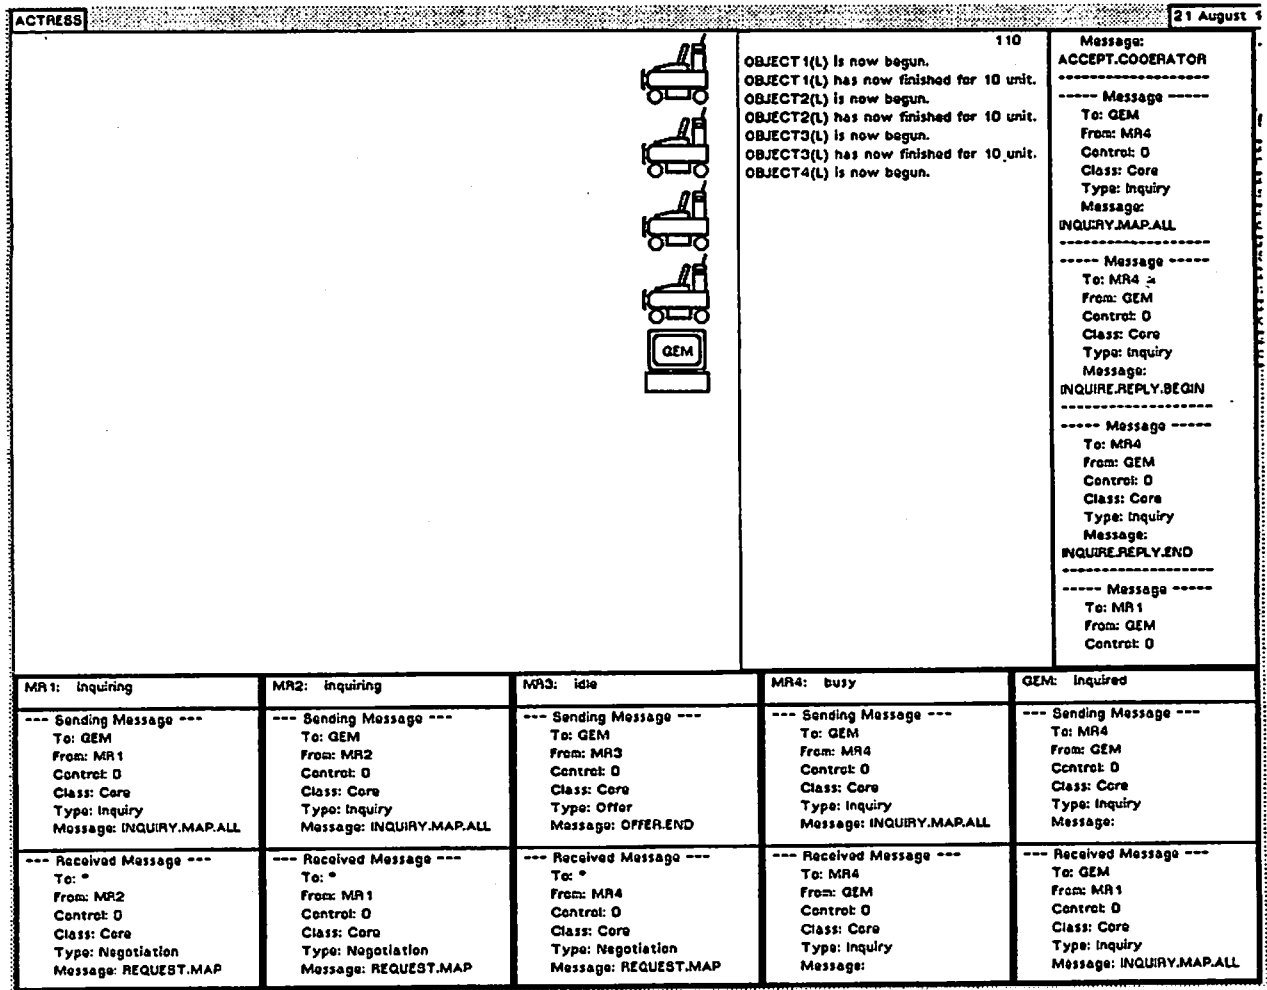 ACTRESS
21 August 1
GEM
110
OBJECT1(L) is now begun.
OBJECT1(L) has now finished for 10 unit.
OBJECT2(L) is now begun.
OBJECT2(L) has now finished for 10 unit.
OBJECT3(L) is now begun.
OBJECT3(L) has now finished for 10 unit.
OBJECT4(L) is now begun.
Message:
ACCEPT.COOERATOR
--------------------
----- Message -----
To: GEM
From: MR4
Control: 0
Class: Core
Type: Inquiry
Message:
INQUIRY.MAP.ALL
--------------------
----- Message -----
To: MR4
From: GEM
Control: 0
Class: Core
Type: Inquiry
Message:
INQUIRE.REPLY.BEGIN
--------------------
----- Message -----
To: MR4
From: GEM
Control: 0
Class: Core
Type: Inquiry
Message:
INQUIRE.REPLY.END
--------------------
----- Message -----
To: MR1
From: GEM
Control: 0
MR1: Inquiring
--- Sending Message ---
To: GEM
From: MR1
Control: 0
Class: Core
Type: Inquiry
Message: INQUIRY.MAP.ALL
--- Received Message ---
To: *
From: MR2
Control: 0
Class: Core
Type: Negotiation
Message: REQUEST.MAP
MR2: Inquiring
--- Sending Message ---
To: GEM
From: MR2
Control: 0
Class: Core
Type: Inquiry
Message: INQUIRY.MAP.ALL
--- Received Message ---
To: *
From: MR1
Control: 0
Class: Core
Type: Negotiation
Message: REQUEST.MAP
MR3: idle
--- Sending Message ---
To: GEM
From: MR3
Control: 0
Class: Core
Type: Offer
Message: OFFER.END
--- Received Message ---
To: *
From: MR4
Control: 0
Class: Core
Type: Negotiation
Message: REQUEST.MAP
MR4: busy
--- Sending Message ---
To: GEM
From: MR4
Control: 0
Class: Core
Type: Inquiry
Message: INQUIRY.MAP.ALL
--- Received Message ---
To: MR4
From: GEM
Control: 0
Class: Core
Type: Inquiry
Message:
GEM: Inquired
--- Sending Message ---
To: MR4
From: GEM
Control: 0
Class: Core
Type: Inquiry
Message:
--- Received Message ---
To: GEM
From: MR1
Control: 0
Class: Core
Type: Inquiry
Message: INQUIRY.MAP.ALL